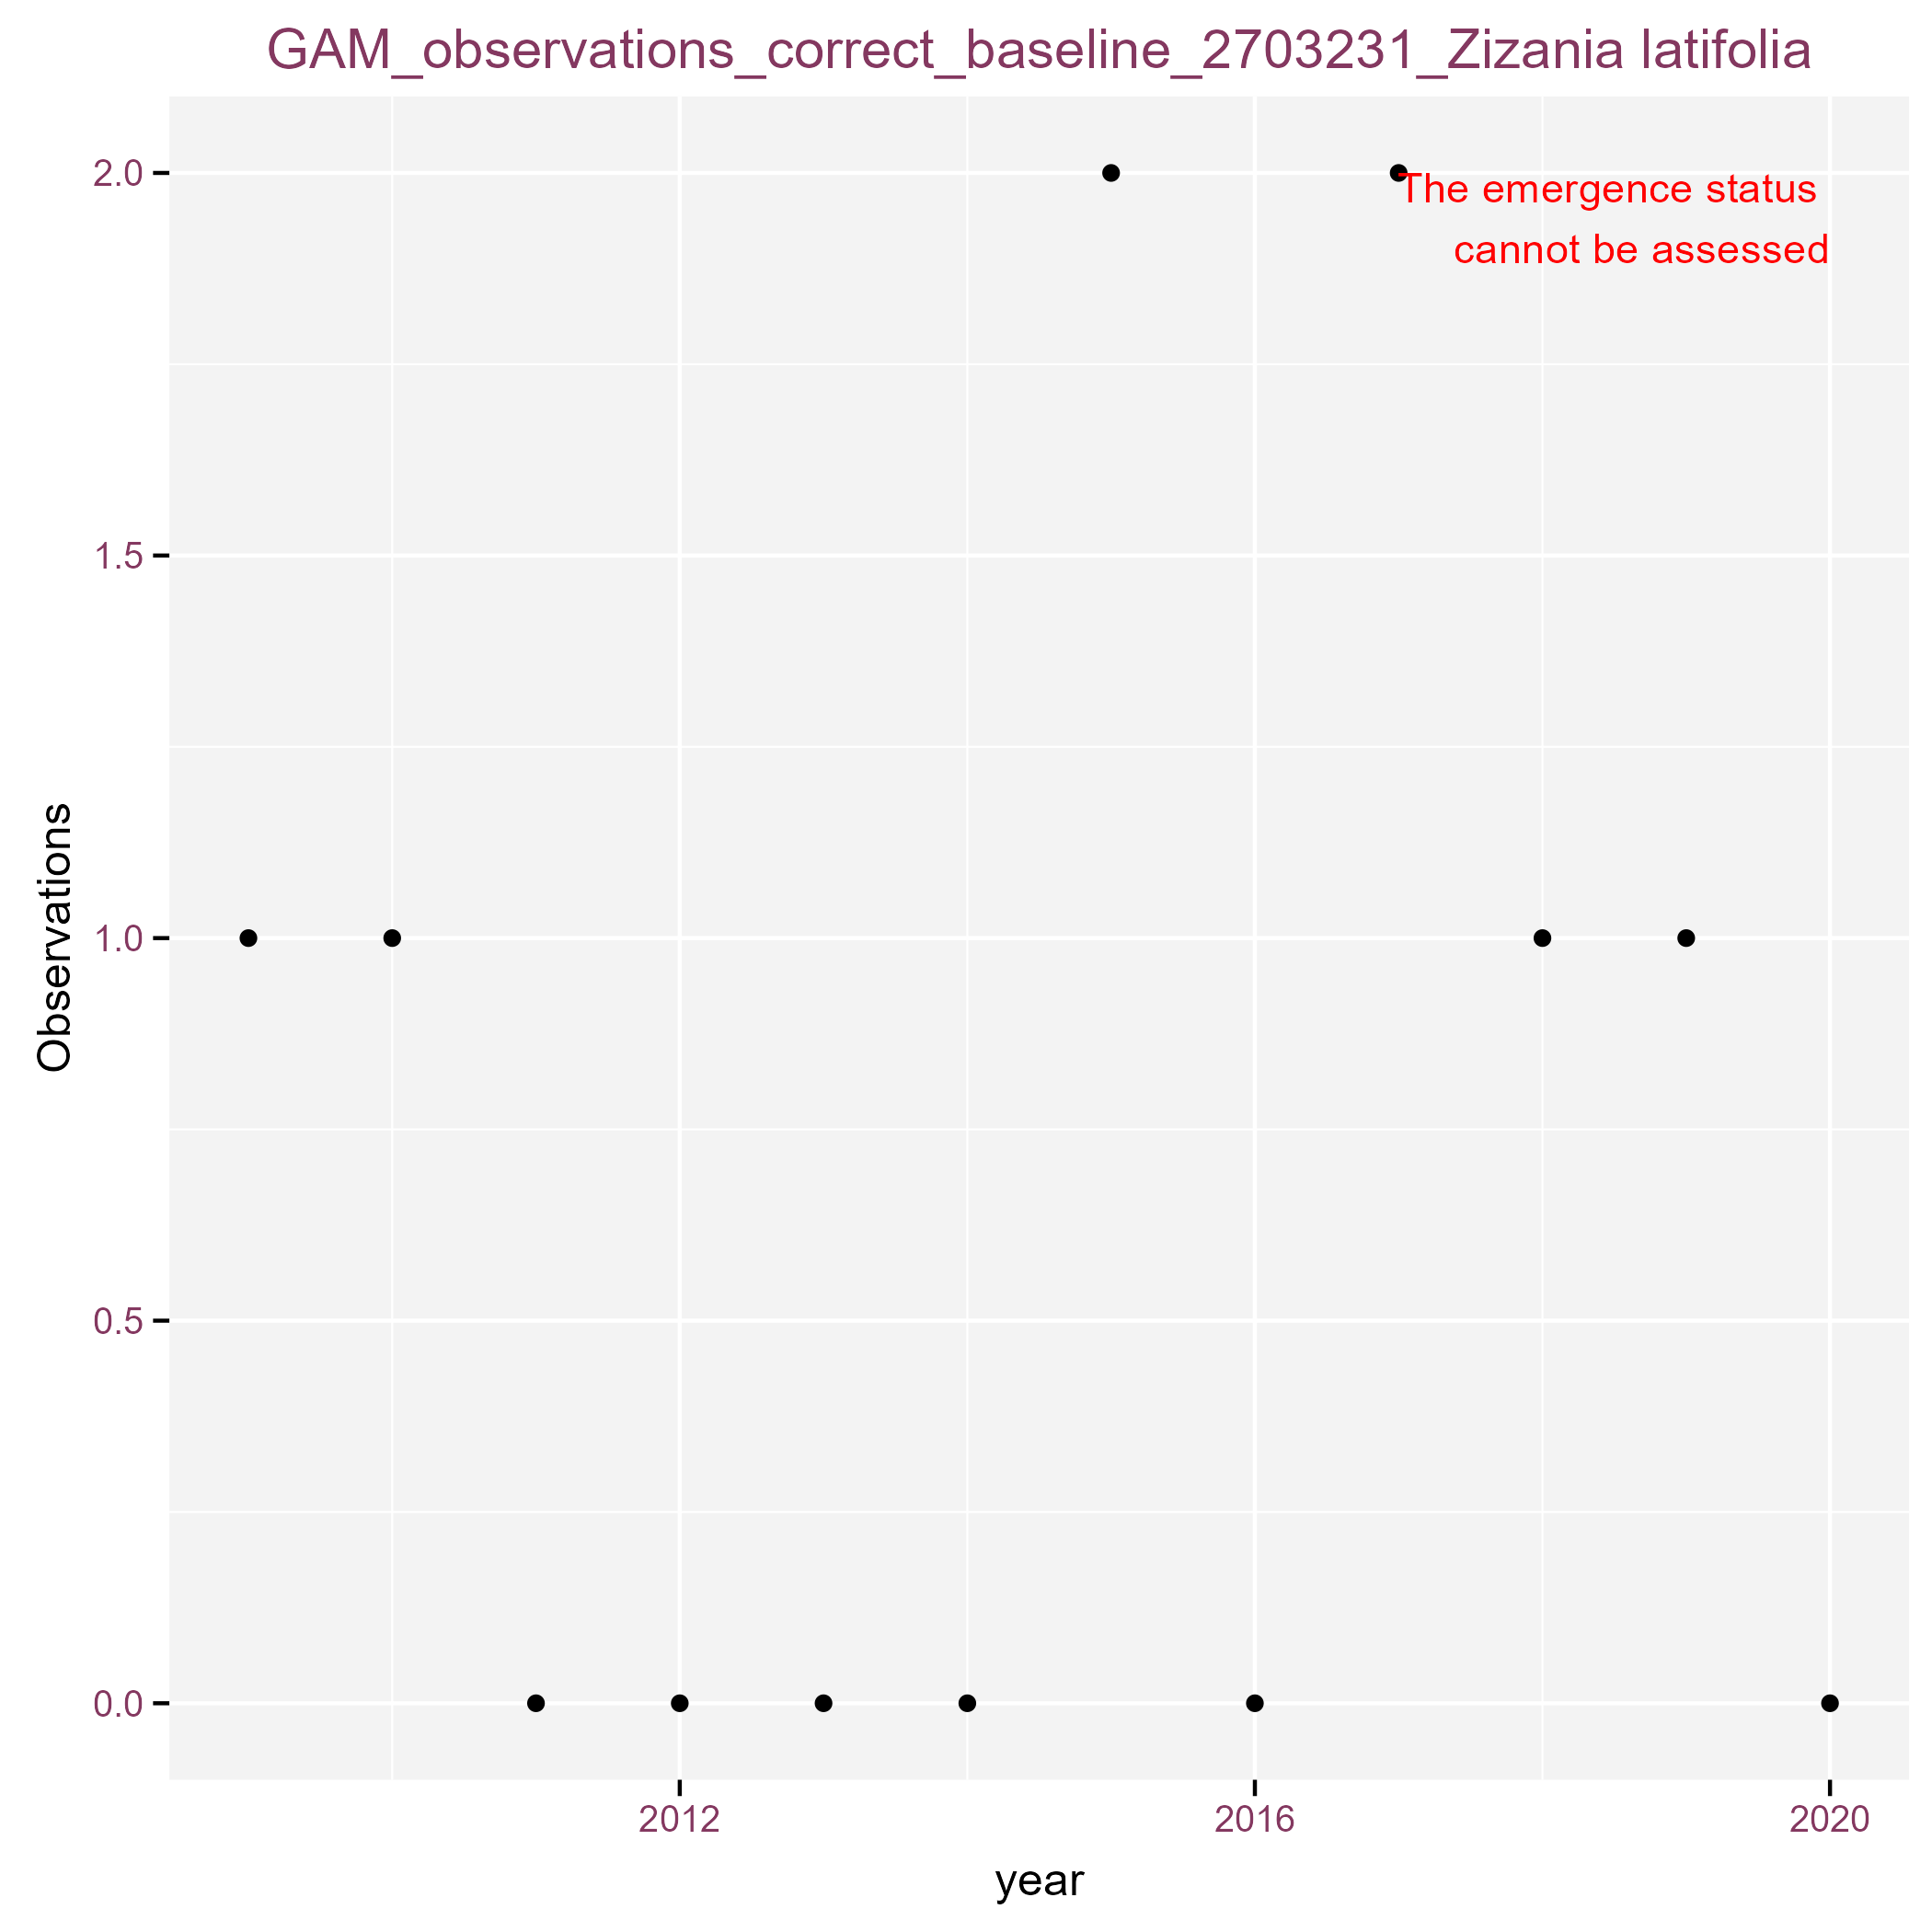 GAM_observations_correct_baseline_2703231_Zizania latifolia
2.0
The emergence status
cannot be assessed
1.5
Observations
1.0
0.5
0.0
2012
2016
2020
year